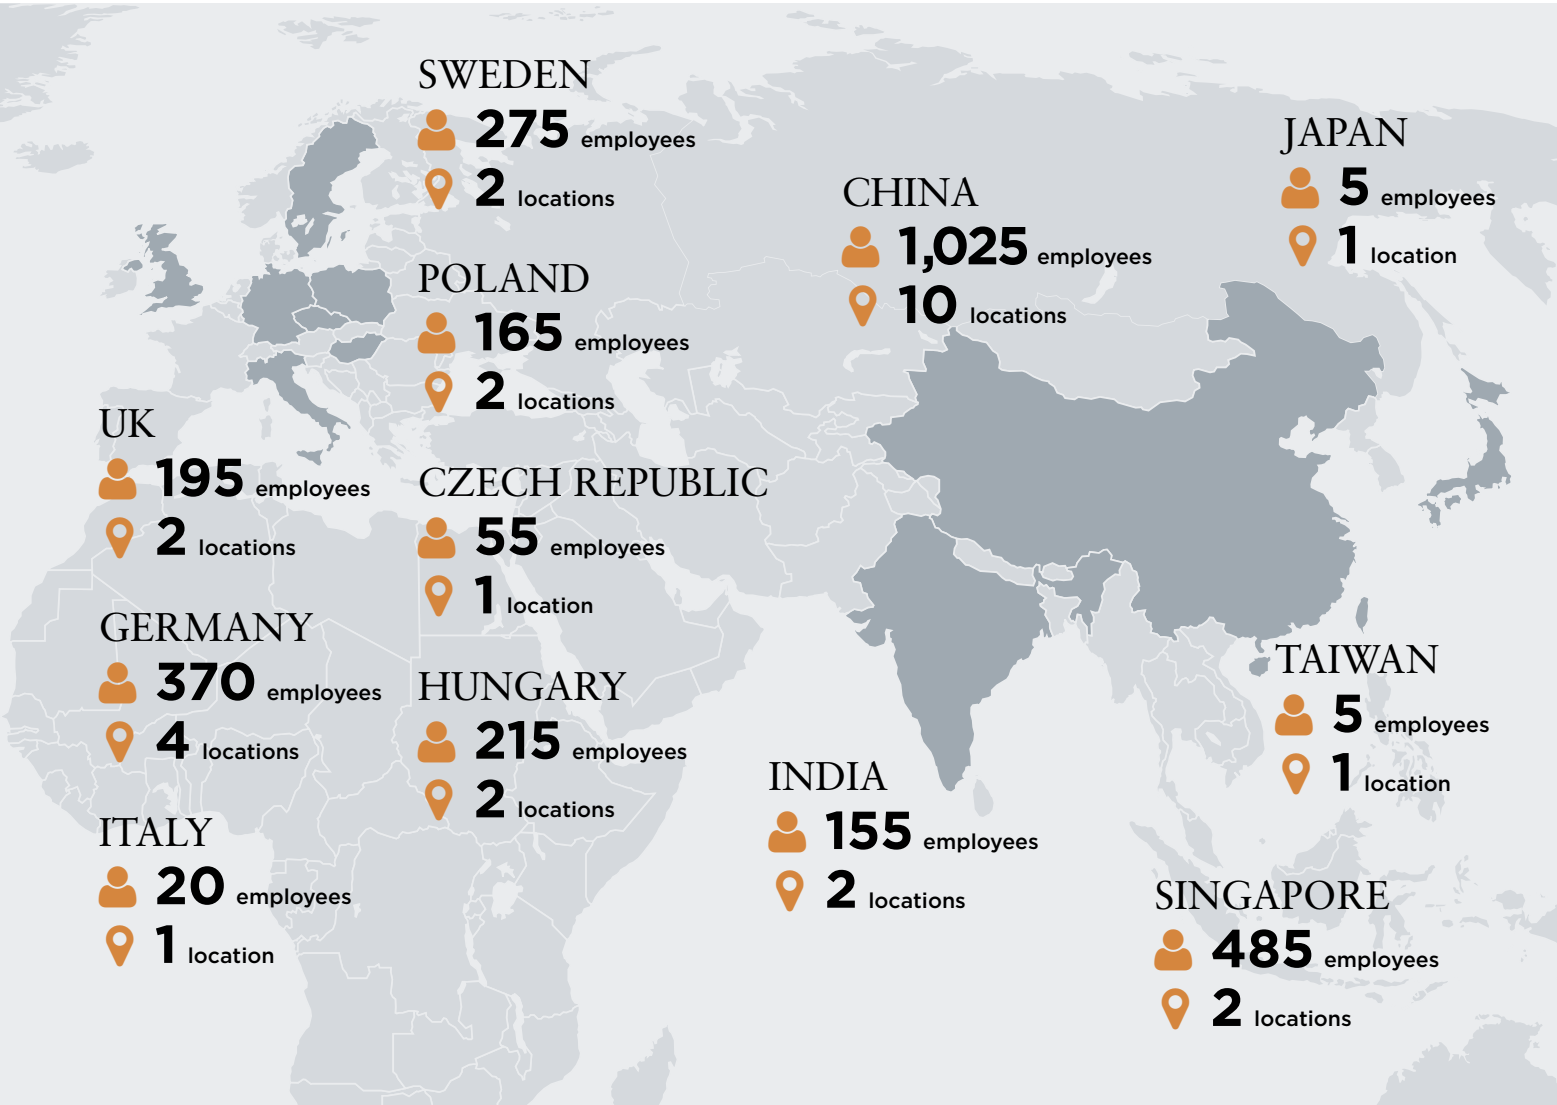 SWEDEN
275 employees
2 locations
POLAND
165 employees
2 locations
UK
195 employees
2 locations
CZECH REPUBLIC
55 employees
1 location
GERMANY
370 employees
4 locations
HUNGARY
215 employees
2 locations
ITALY
20 employees
1 location
CHINA
1,025 employees
10 locations
JAPAN
5 employees
1 location
TAIWAN
5 employees
1 location
INDIA
155 employees
2 locations
SINGAPORE
485 employees
2 locations